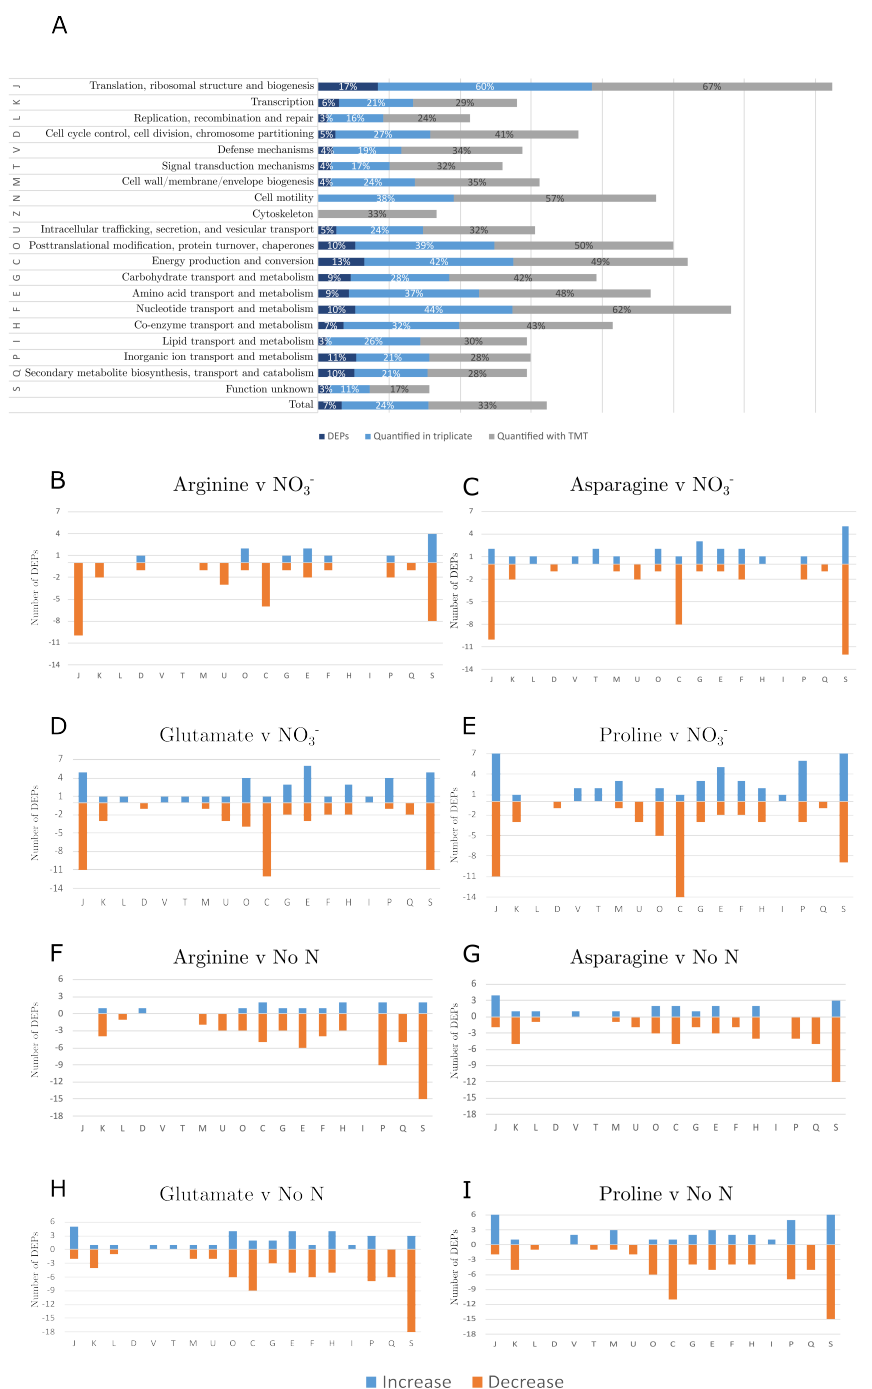 A
J Translation, ribosomal structure and biogenesis 17% 60% 67%
K Transcription 6% 21% 29%
L Replication, recombination and repair 3% 16% 24%
D Cell cycle control, cell division, chromosome partitioning 5% 27% 41%
V Defense mechanisms 4% 19% 34%
T Signal transduction mechanisms 4% 17% 32%
M Cell wall/membrane/envelope biogenesis 4% 24% 35%
N Cell motility 38% 57%
Z Cytoskeleton 33%
U Intracellular trafficking, secretion, and vesicular transport 5% 24% 32%
O Posttranslational modification, protein turnover, chaperones 10% 39% 50%
C Energy production and conversion 13% 42% 49%
G Carbohydrate transport and metabolism 9% 28% 42%
E Amino acid transport and metabolism 9% 37% 48%
F Nucleotide transport and metabolism 10% 44% 62%
H Co-enzyme transport and metabolism 7% 32% 43%
I Lipid transport and metabolism 3% 26% 30%
P Inorganic ion transport and metabolism 11% 21% 28%
Q Secondary metabolite biosynthesis, transport and catabolism 10% 21% 28%
S Function unknown 3% 11% 17%
Total 7% 24% 33%
DEPs Quantified in triplicate Quantified with TMT
B
Arginine v NO₃⁻
Number of DEPs
7
4
1
-2
-5
-8
-11
-14
J K L D V T M U O C G E F H I P Q S
C
Asparagine v NO₃⁻
Number of DEPs
7
4
1
-2
-5
-8
-11
-14
J K L D V T M U O C G E F H I P Q S
D
Glutamate v NO₃⁻
Number of DEPs
7
4
1
-2
-5
-8
-11
-14
J K L D V T M U O C G E F H I P Q S
E
Proline v NO₃⁻
Number of DEPs
7
4
1
-2
-5
-8
-11
-14
J K L D V T M U O C G E F H I P Q S
F
Arginine v No N
Number of DEPs
6
3
0
-3
-6
-9
-12
-15
-18
J K L D V T M U O C G E F H I P Q S
G
Asparagine v No N
Number of DEPs
6
3
0
-3
-6
-9
-12
-15
-18
J K L D V T M U O C G E F H I P Q S
H
Glutamate v No N
Number of DEPs
6
3
0
-3
-6
-9
-12
-15
-18
J K L D V T M U O C G E F H I P Q S
I
Proline v No N
Number of DEPs
6
3
0
-3
-6
-9
-12
-15
-18
J K L D V T M U O C G E F H I P Q S
Increase Decrease